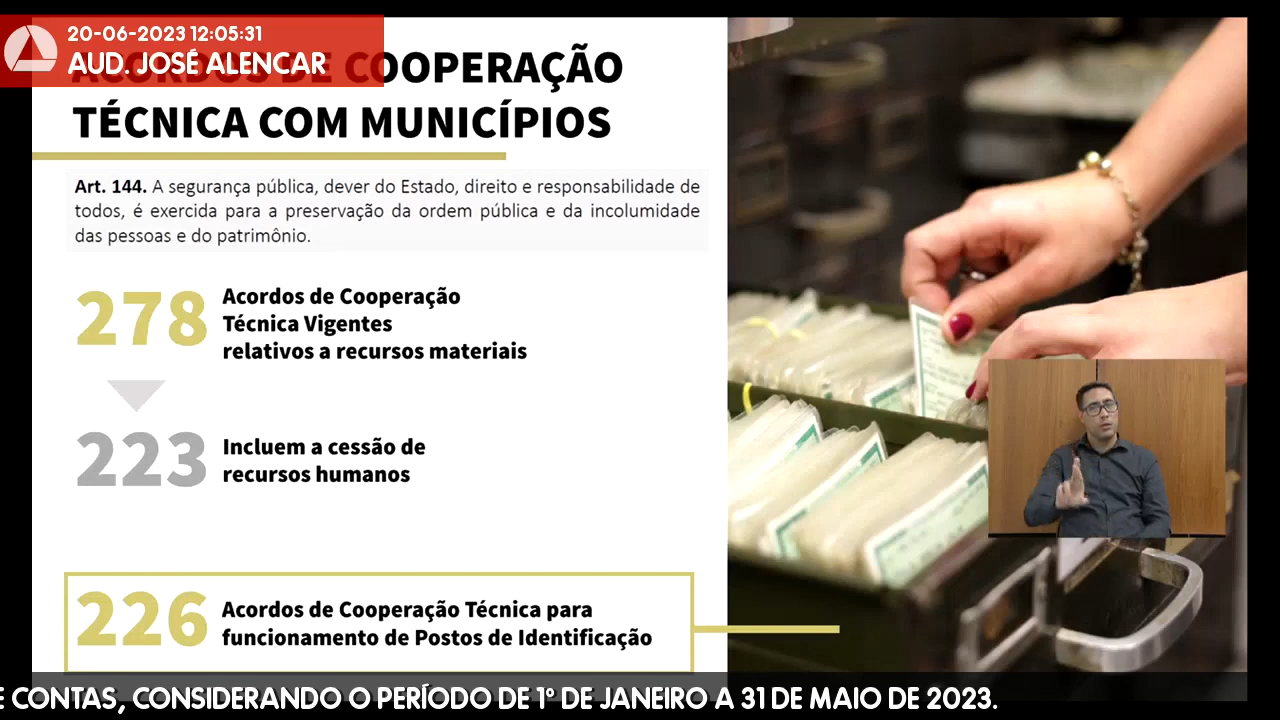 20-06-2023 12:05:31
AUD. JOSÉ ALENCAR
ACORDOS DE COOPERAÇÃO
TÉCNICA COM MUNICÍPIOS
Art. 144. A segurança pública, dever do Estado, direito e responsabilidade de
todos, é exercida para a preservação da ordem pública e da incolumidade
das pessoas e do patrimônio.
278
Acordos de Cooperação
Técnica Vigentes
relativos a recursos materiais
223
Incluem a cessão de
recursos humanos
226
Acordos de Cooperação Técnica para
funcionamento de Postos de Identificação
E CONTAS, CONSIDERANDO O PERÍODO DE 1º DE JANEIRO A 31 DE MAIO DE 2023.